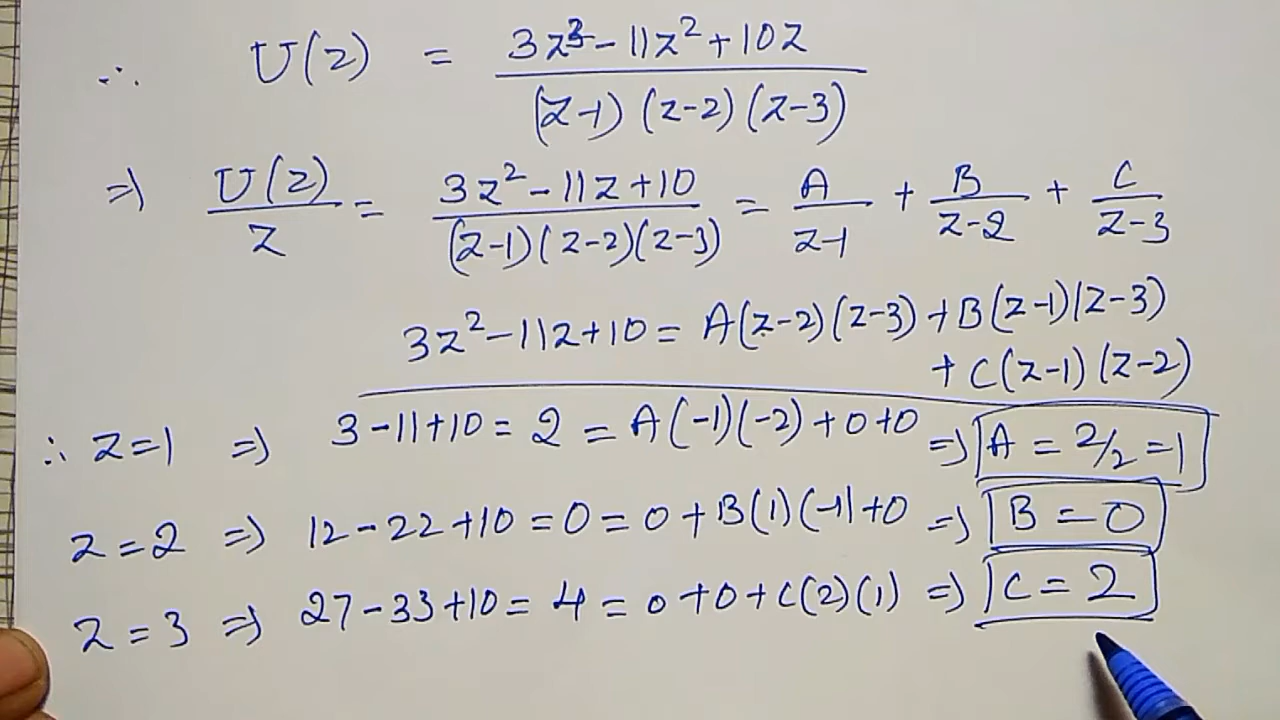 ∴ U(z) = 3z³ - 11z² + 10z / (z-1) (z-2) (z-3)
⇒ U(z)/z = 3z² - 11z + 10 / (z-1)(z-2)(z-3) = A/z-1 + B/z-2 + C/z-3
3z² - 11z + 10 = A(z-2)(z-3) + B(z-1)(z-3)
+ C(z-1)(z-2)
∴ z=1 ⇒ 3-11+10 = 2 = A(-1)(-2)+0+0 ⇒ A = 2/2 = 1
z=2 ⇒ 12-22+10 = 0 = 0+B(1)(-1)+0 ⇒ B = 0
z=3 ⇒ 27-33+10 = 4 = 0+0+C(2)(1) ⇒ C = 2